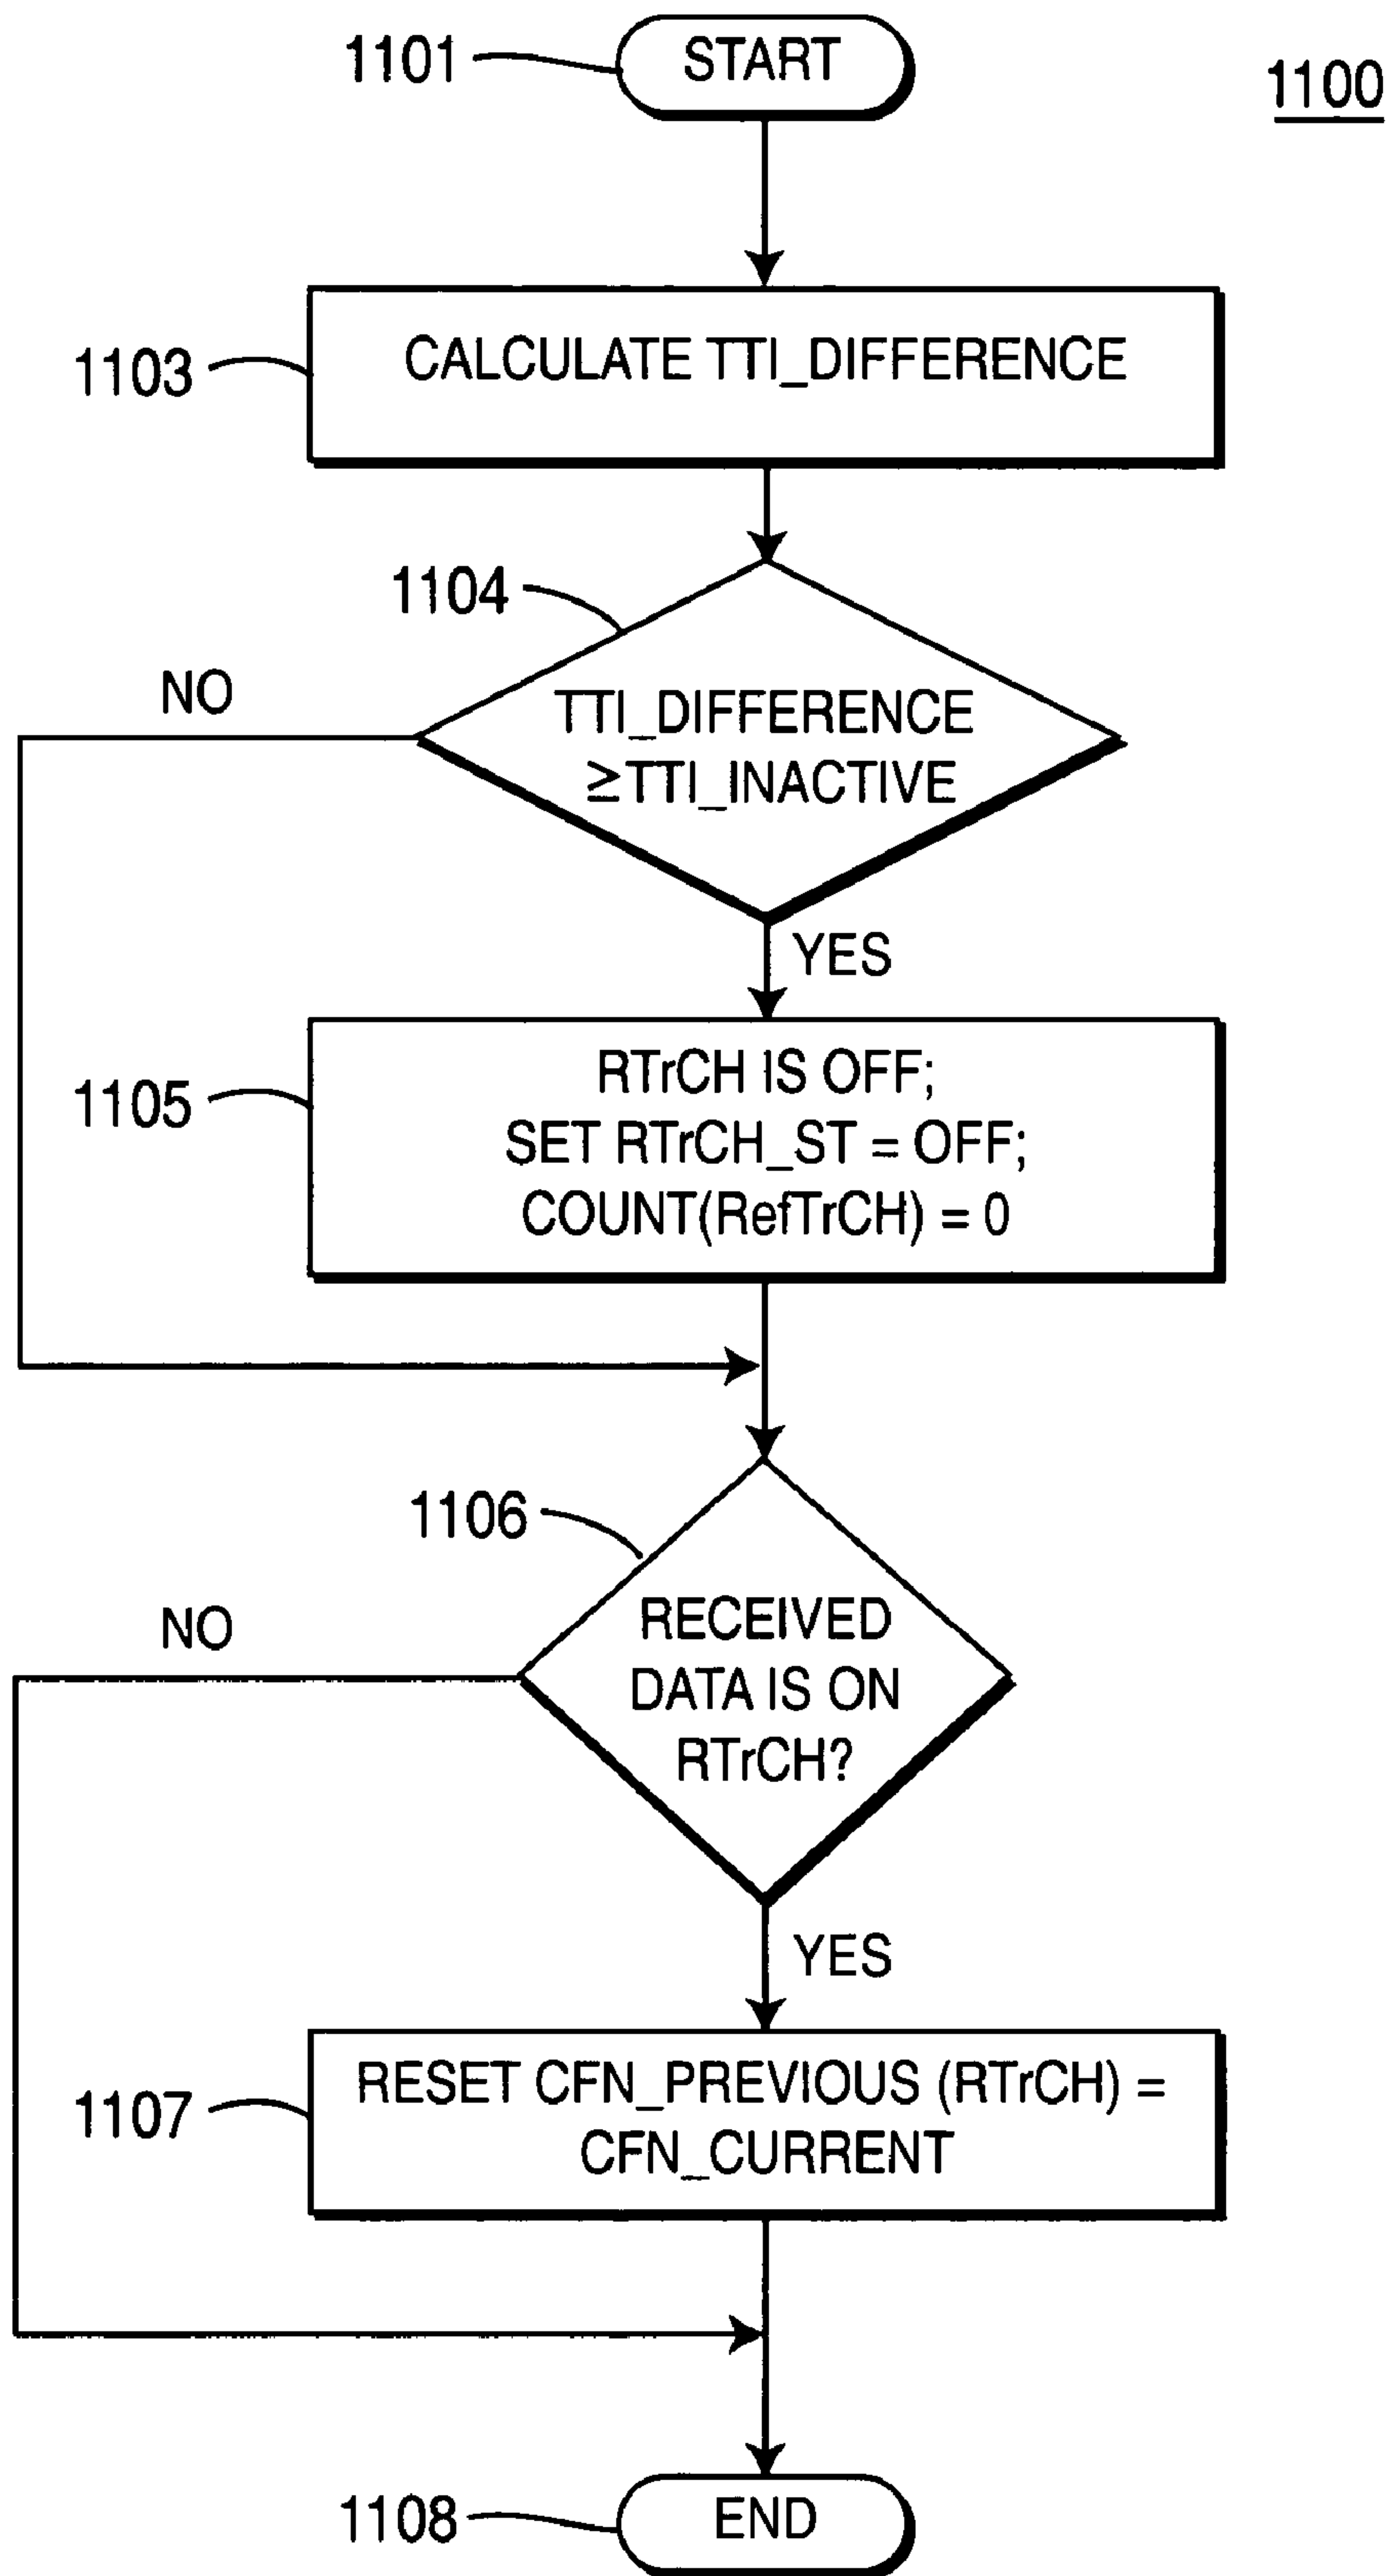 1101
START
1100
1103
CALCULATE TTI_DIFFERENCE
1104
NO
TTI_DIFFERENCE
≥TTI_INACTIVE
YES
1105
RTrCH IS OFF;
SET RTrCH_ST = OFF;
COUNT(RefTrCH) = 0
1106
NO
RECEIVED
DATA IS ON
RTrCH?
YES
1107
RESET CFN_PREVIOUS (RTrCH) =
CFN_CURRENT
1108
END